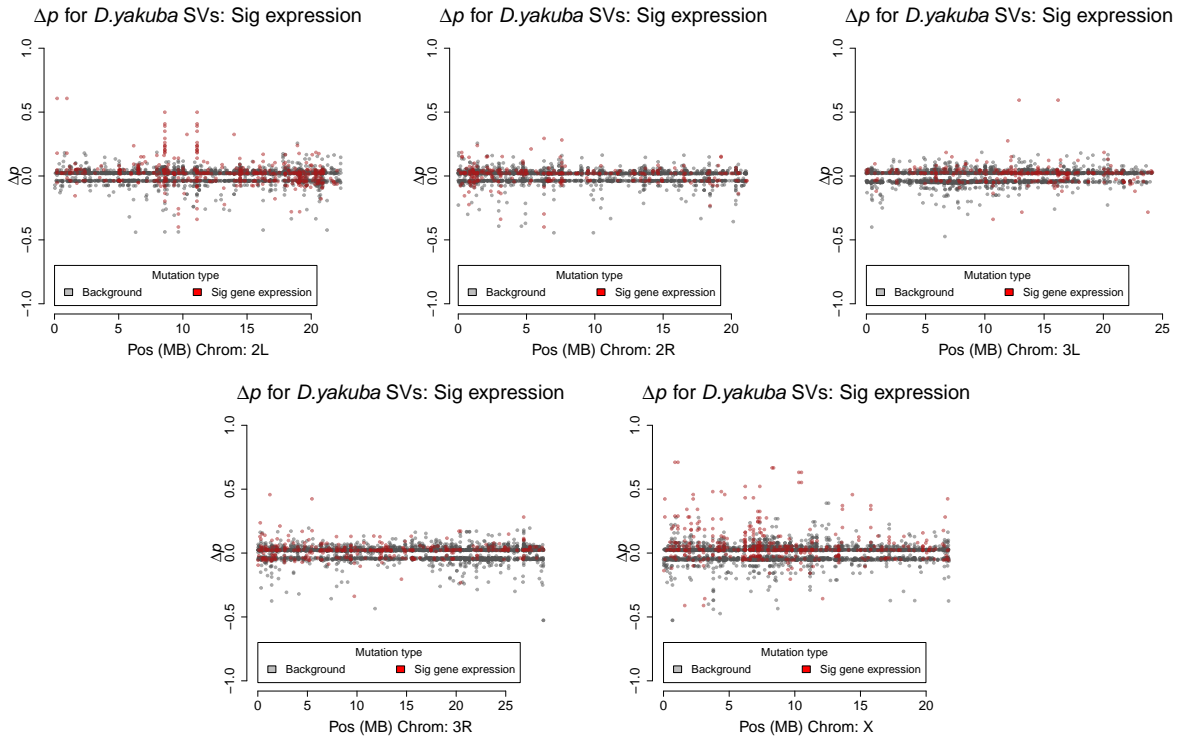 Δp for D.yakuba SVs: Sig expression
Δp
1.0
0.5
0.0
−0.5
−1.0
Mutation type
Background Sig gene expression
0 5 10 15 20
Pos (MB) Chrom: 2L
Δp for D.yakuba SVs: Sig expression
Δp
1.0
0.5
0.0
−0.5
−1.0
Mutation type
Background Sig gene expression
0 5 10 15 20
Pos (MB) Chrom: 2R
Δp for D.yakuba SVs: Sig expression
Δp
1.0
0.5
0.0
−0.5
−1.0
Mutation type
Background Sig gene expression
0 5 10 15 20 25
Pos (MB) Chrom: 3L
Δp for D.yakuba SVs: Sig expression
Δp
1.0
0.5
0.0
−0.5
−1.0
Mutation type
Background Sig gene expression
0 5 10 15 20 25
Pos (MB) Chrom: 3R
Δp for D.yakuba SVs: Sig expression
Δp
1.0
0.5
0.0
−0.5
−1.0
Mutation type
Background Sig gene expression
0 5 10 15 20
Pos (MB) Chrom: X